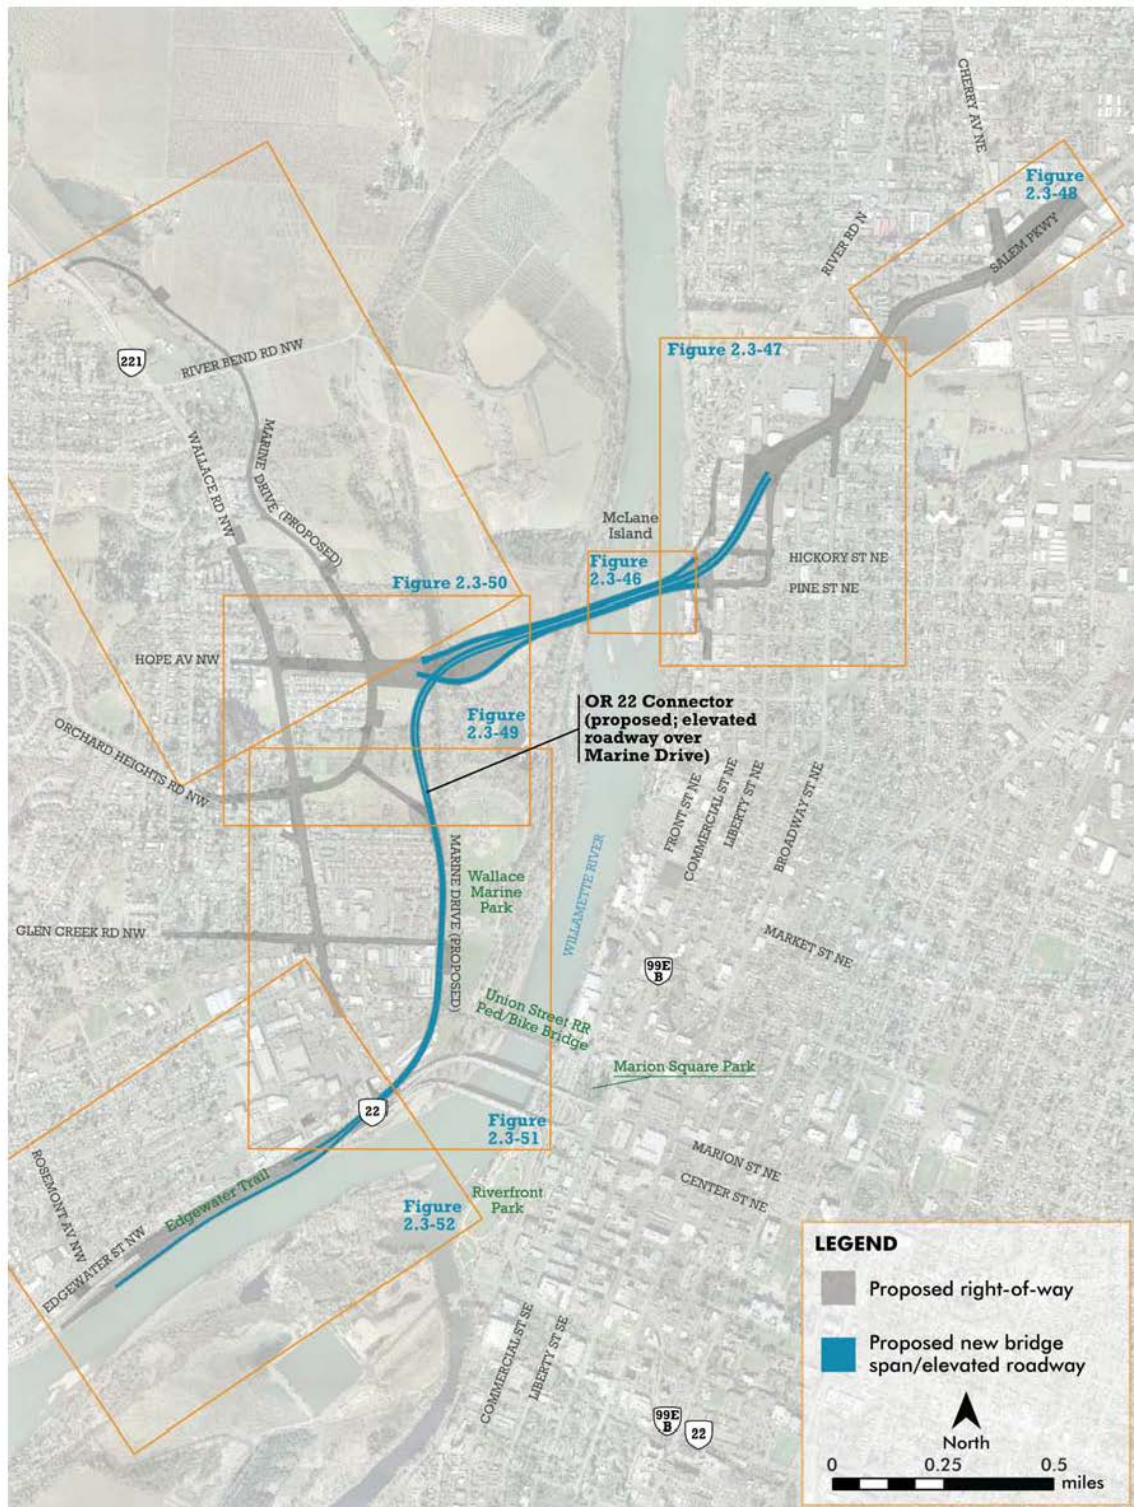 CHERRY AV NE
Figure
2.3-48
RIVER RD N
SALEM PKWY
Figure 2.3-47
221
RIVER BEND RD NW
MARINE DRIVE (PROPOSED)
WALLACE RD NW
McLane
Island
Figure
2.3-46
HICKORY ST NE
PINE ST NE
Figure 2.3-50
HOPE AV NW
ORCHARD HEIGHTS RD NW
Figure
2.3-49
OR 22 Connector
(proposed; elevated
roadway over
Marine Drive)
FRONT ST NE
COMMERCIAL ST NE
LIBERTY ST NE
BROADWAY ST NE
MARINE DRIVE (PROPOSED)
Wallace
Marine
Park
WILLAMETTE RIVER
GLEN CREEK RD NW
MARKET ST NE
99E
B
Union Street RR
Ped/Bike Bridge
Marion Square Park
22
Figure
2.3-51
MARION ST NE
CENTER ST NE
ROSEMONT AV NW
Edgewater Trail
EDGEWATER ST NW
Figure
2.3-52
Riverfront
Park
COMMERCIAL ST SE
LIBERTY ST SE
99E
B
22
LEGEND
Proposed right-of-way
Proposed new bridge
span/elevated roadway
North
0 0.25 0.5
miles